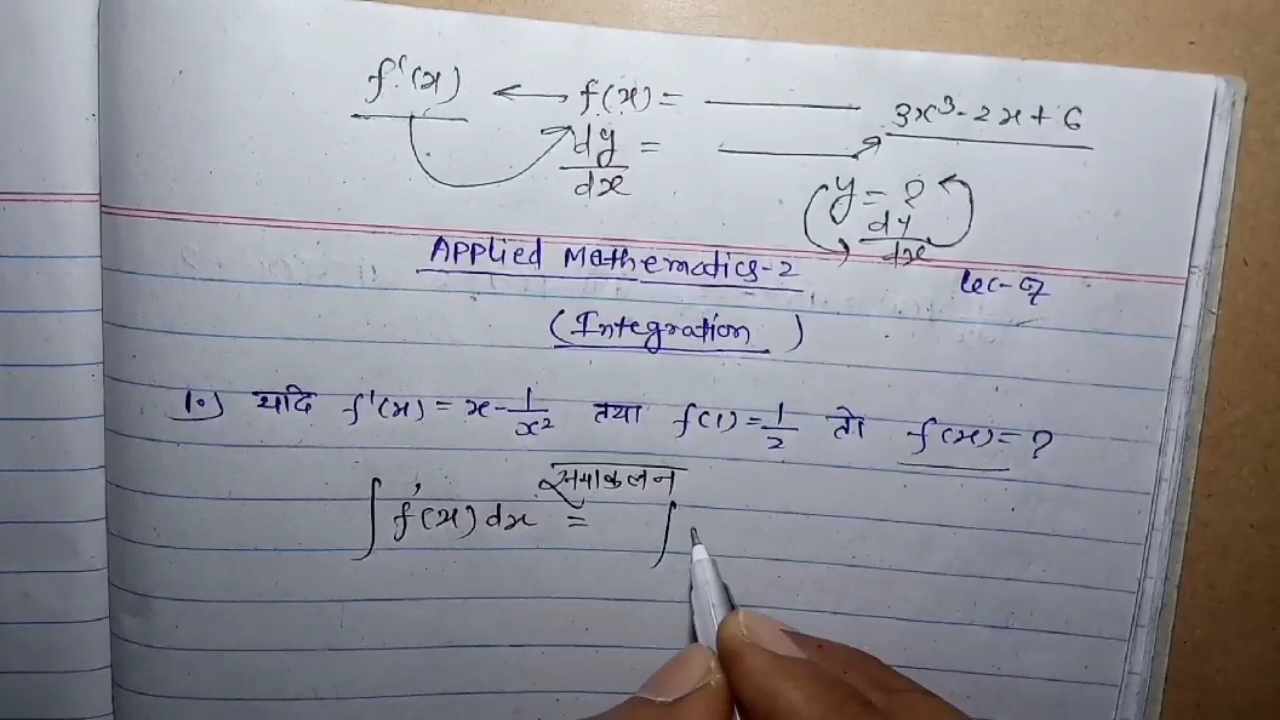 f'(x) ← f(x) = ——— 3x³-2x+6
dy/dx = ———
y = ?
dy/dx
Applied Mathematics-2
Lec-07
(Integration)
1.) यदि f'(x) = x - 1/x² तथा f(1) = 1/2 तो f(x) = ?
समाकलन
∫ f'(x) dx = ∫